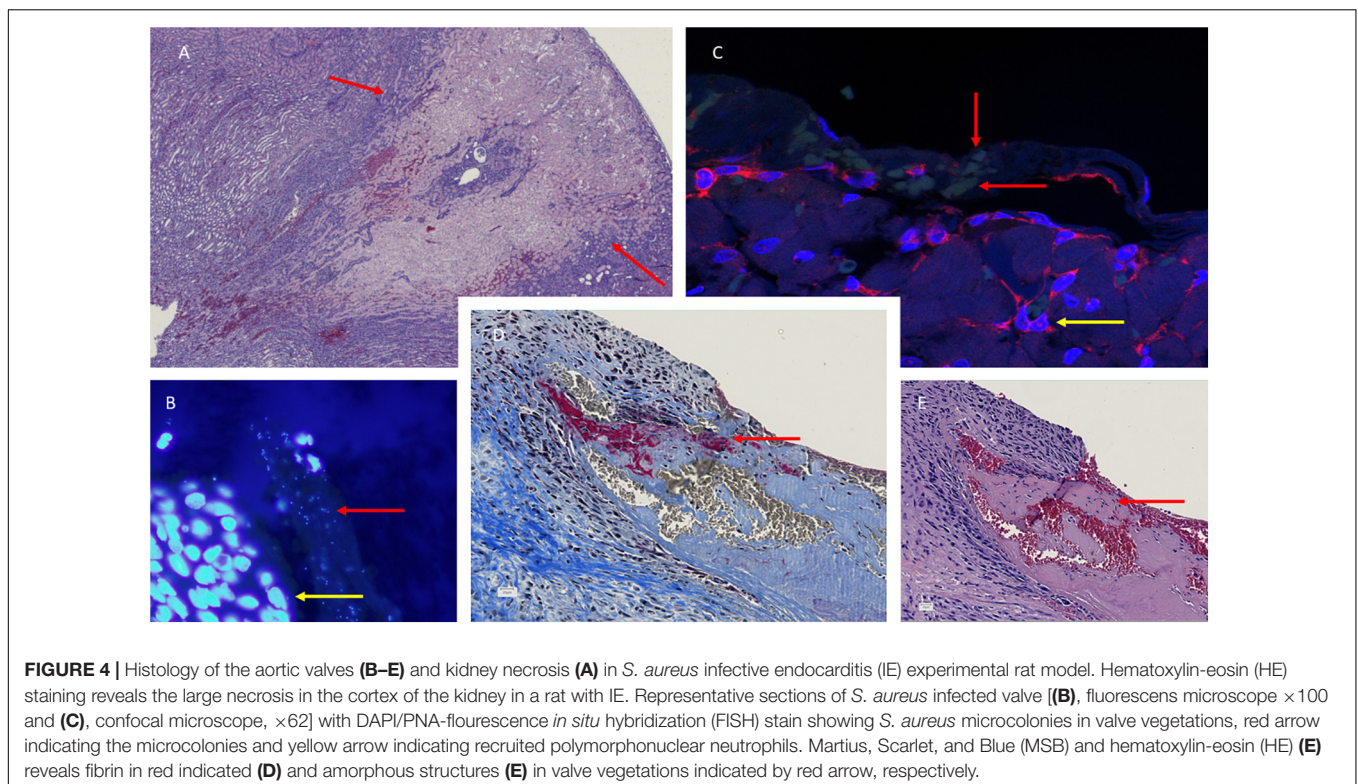 A
C
B
D
E
FIGURE 4 | Histology of the aortic valves (B–E) and kidney necrosis (A) in S. aureus infective endocarditis (IE) experimental rat model. Hematoxylin-eosin (HE)
staining reveals the large necrosis in the cortex of the kidney in a rat with IE. Representative sections of S. aureus infected valve [(B), fluorescens microscope ×100
and (C), confocal microscope, ×62] with DAPI/PNA-flourescence in situ hybridization (FISH) stain showing S. aureus microcolonies in valve vegetations, red arrow
indicating the microcolonies and yellow arrow indicating recruited polymorphonuclear neutrophils. Martius, Scarlet, and Blue (MSB) and hematoxylin-eosin (HE) (E)
reveals fibrin in red indicated (D) and amorphous structures (E) in valve vegetations indicated by red arrow, respectively.